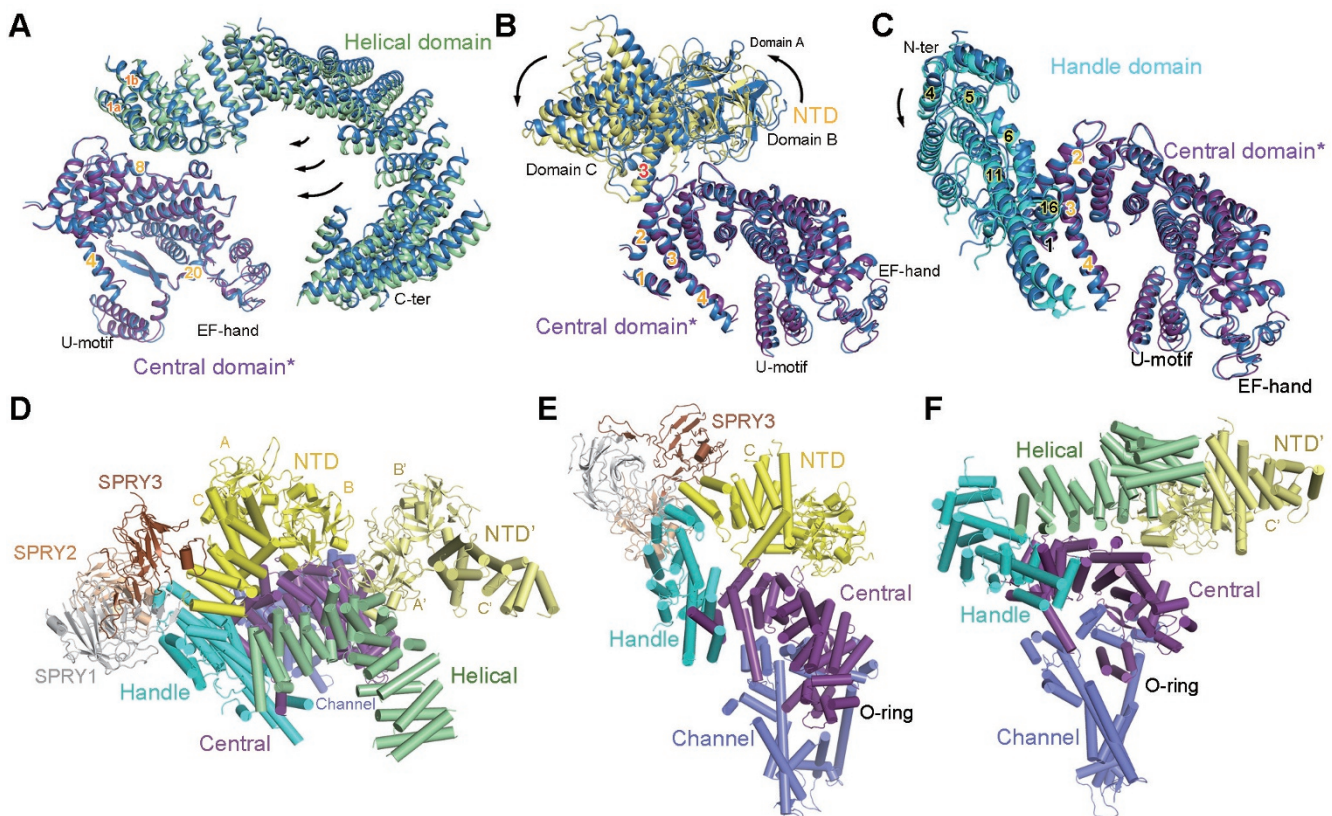 A
Helical domain
1b
1a
8
4
20
C-ter
U-motif
EF-hand
Central domain*
B
Domain A
NTD
Domain B
Domain C
3
2
3
1
4
EF-hand
Central domain*
U-motif
C
N-ter
Handle domain
4
5
6
2
Central domain*
11
16
3
1
4
U-motif
EF-hand
D
A
NTD
SPRY3
B
B'
C
NTD'
SPRY2
A'
C'
SPRY1
Handle
Helical
Channel
Central
E
SPRY3
C
NTD
Central
Handle
O-ring
Channel
F
Helical
NTD'
C'
Central
Handle
O-ring
Channel